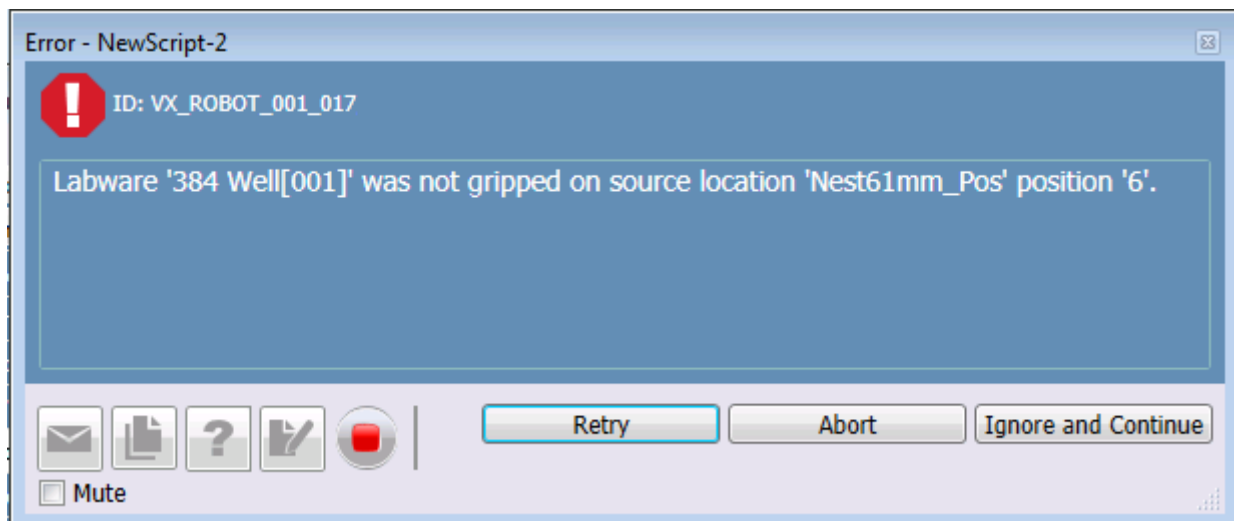 Error - NewScript-2
ID: VX_ROBOT_001_017
Labware '384 Well[001]' was not gripped on source location 'Nest61mm_Pos' position '6'.
Retry
Abort
Ignore and Continue
Mute